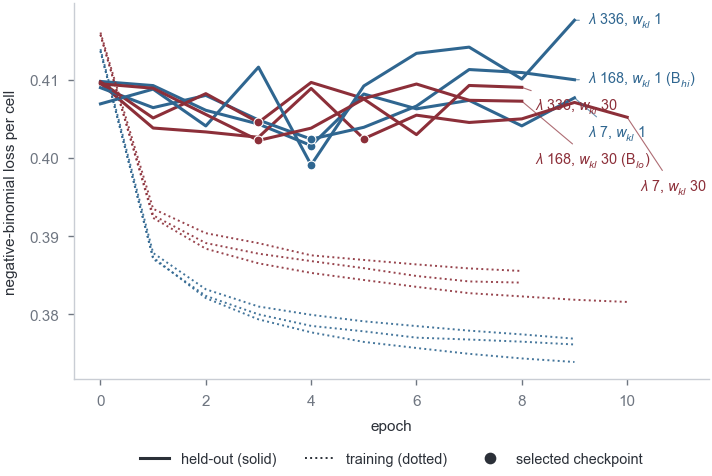 λ 336, w_kl 1
0.41
λ 168, w_kl 1 (B_hi)
λ 336, w_kl 30
λ 7, w_kl 1
0.40
λ 168, w_kl 30 (B_lo)
λ 7, w_kl 30
0.39
0.38
negative-binomial loss per cell
0 2 4 6 8 10
epoch
held-out (solid) training (dotted) selected checkpoint